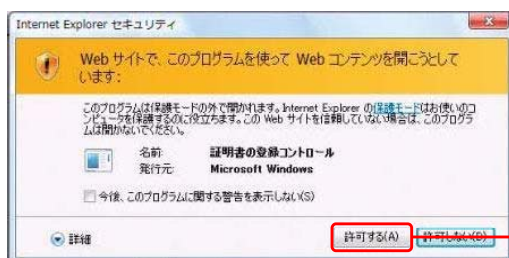 Internet Explorer セキュリティ
Web サイトで、このプログラムを使って Web コンテンツを開こうとして
います:
このプログラムは保護モードの外で開かれます。Internet Explorer の保護モードはお使いのコ
ンピュータを保護するのに役立ちます。この Web サイトを信頼していない場合は、このプログラ
ムは開かないでください。
名前: 証明書の登録コントロール
発行元: Microsoft Windows
今後、このプログラムに関する警告を表示しない(S)
詳細
許可する(A)
許可しない(D)